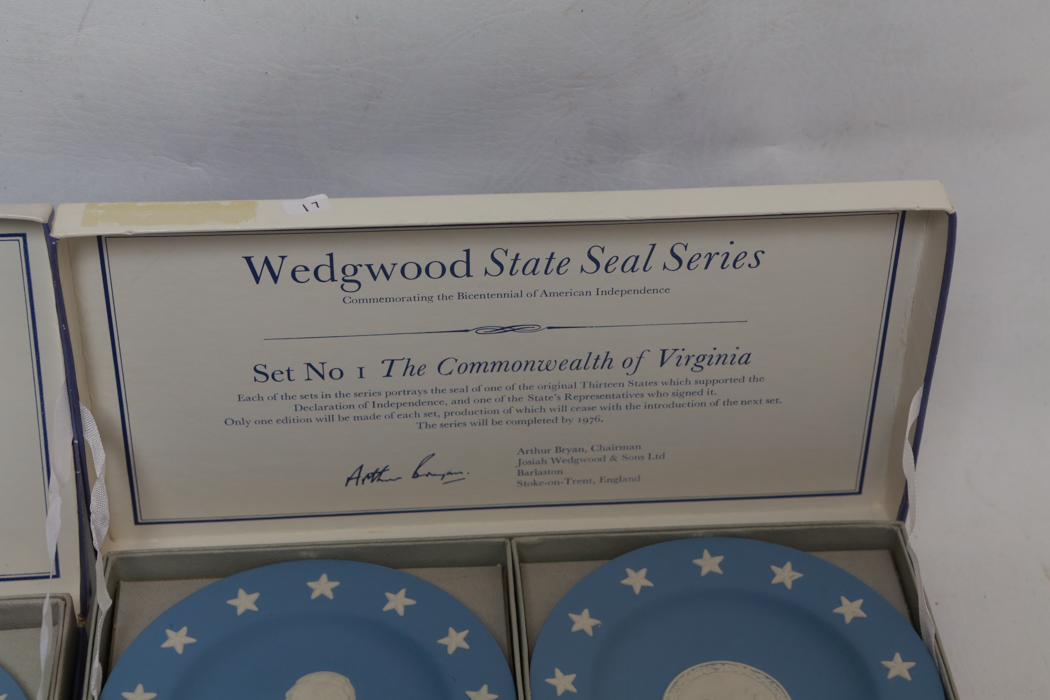 17
Wedgwood State Seal Series
Commemorating the Bicentennial of American Independence
Set No 1 The Commonwealth of Virginia
Each of the sets in the series portrays the seal of one of the original Thirteen States which supported the
Declaration of Independence, and one of the State's Representatives who signed it.
Only one edition will be made of each set, production of which will cease with the introduction of the next set.
The series will be completed by 1976.
Arthur Bryan.
Arthur Bryan, Chairman
Josiah Wedgwood & Sons Ltd
Barlaston
Stoke-on-Trent, England